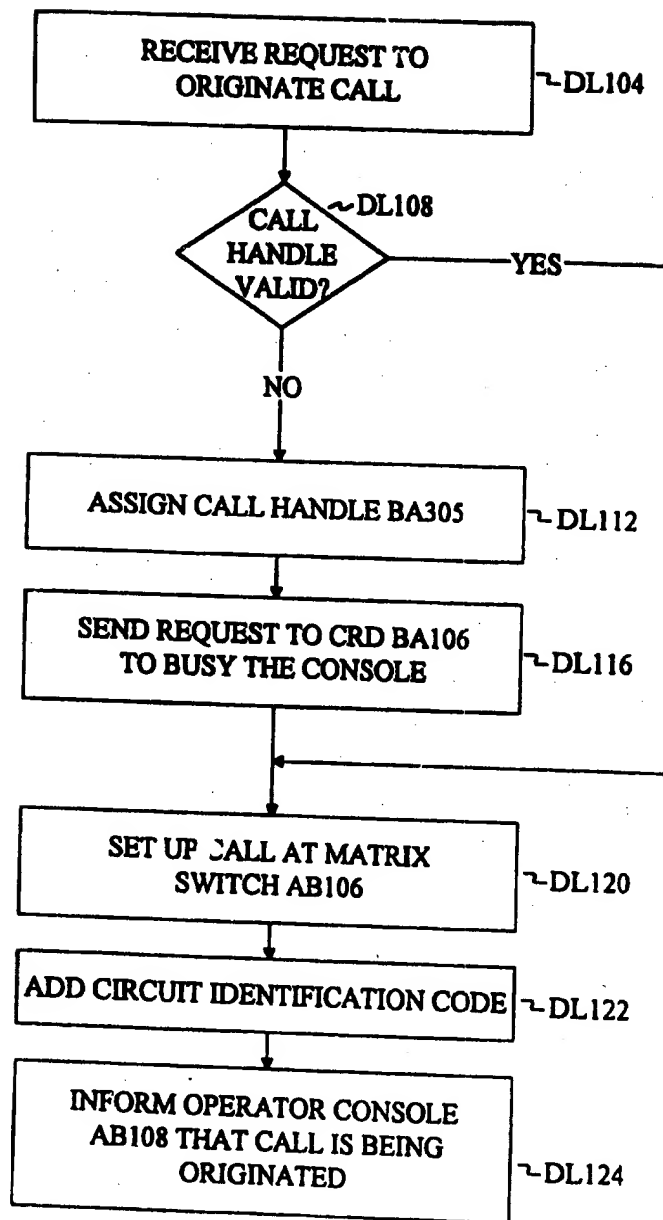 RECEIVE REQUEST TO
ORIGINATE CALL
DL104
DL108
CALL
HANDLE
VALID?
YES
NO
ASSIGN CALL HANDLE BA305
DL112
SEND REQUEST TO CRD BA106
TO BUSY THE CONSOLE
DL116
SET UP CALL AT MATRIX
SWITCH AB106
DL120
ADD CIRCUIT IDENTIFICATION CODE
DL122
INFORM OPERATOR CONSOLE
AB108 THAT CALL IS BEING
ORIGINATED
DL124